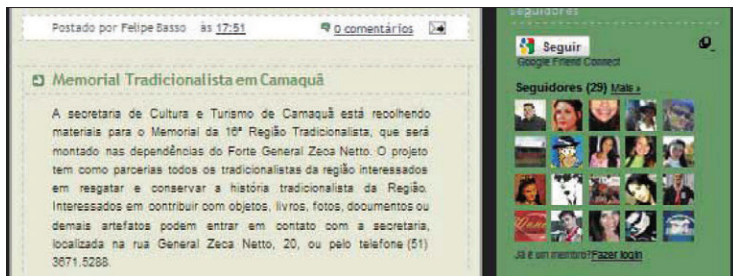 Postado por Felipe Basso às 17:51
0 comentários
Memorial Tradicionalista em Camaquã
A secretaria de Cultura e Turismo de Camaquã está recolhendo
materiais para o Memorial da 16ª Região Tradicionalista, que será
montado nas dependências do Forte General Zeca Netto. O projeto
tem como parcerias todos os tradicionalistas da região interessados
em resgatar e conservar a história tradicionalista da Região.
Interessados em contribuir com objetos, livros, fotos, documentos ou
demais artefatos podem entrar em contato com a secretaria,
localizada na rua General Zeca Netto, 20, ou pelo telefone (51)
3671.5288.
seguidores
Seguir
Google Friend Connect
Seguidores (29) Mais »
Já é um membro?Fazer login